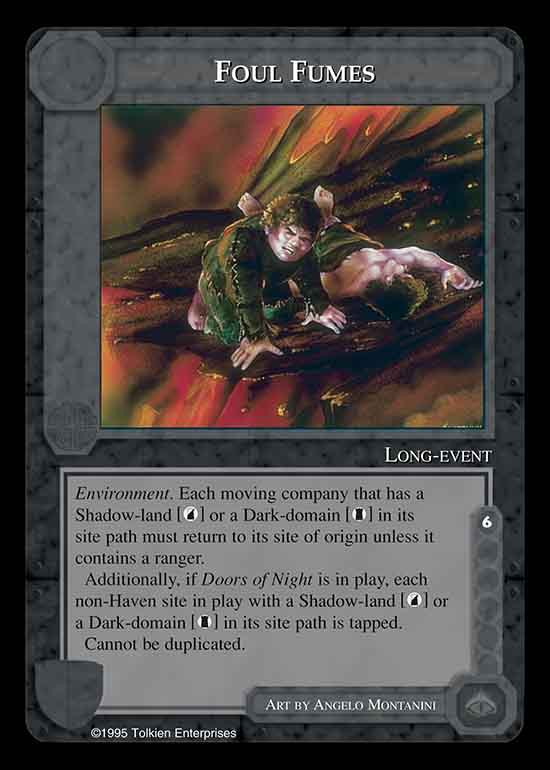 Foul Fumes
Long-event
Environment. Each moving company that has a
Shadow-land [] or a Dark-domain [] in its
site path must return to its site of origin unless it
contains a ranger.
Additionally, if Doors of Night is in play, each
non-Haven site in play with a Shadow-land [] or
a Dark-domain [] in its site path is tapped.
Cannot be duplicated.
6
Art by Angelo Montanini
©1995 Tolkien Enterprises